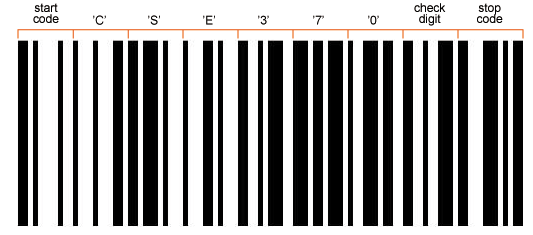 start code
'C'
'S'
'E'
'3'
'7'
'0'
check digit
stop code